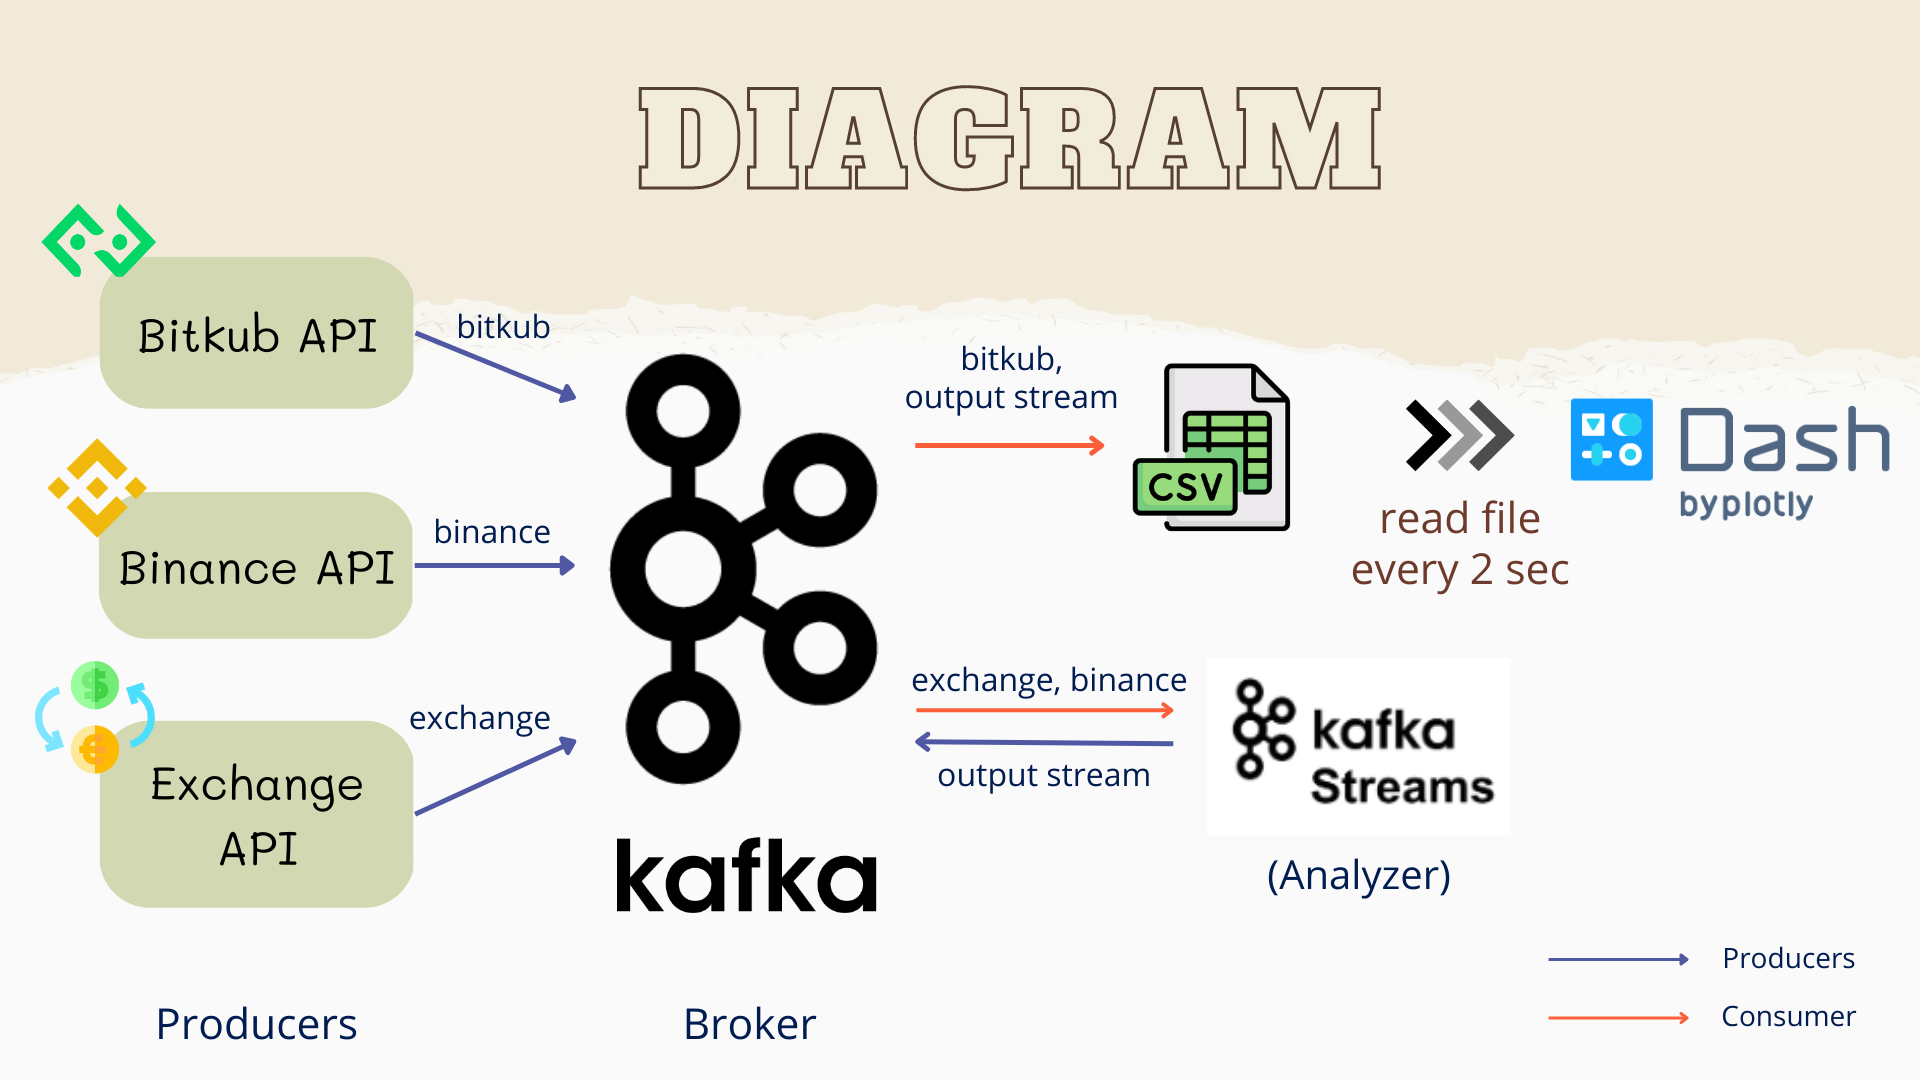 DIAGRAM
Bitkub API
bitkub
Binance API
binance
Exchange
API
exchange
kafka
bitkub,
output stream
CSV
read file
every 2 sec
Dash
by plotly
exchange, binance
output stream
kafka
Streams
(Analyzer)
Producers
Consumer
Producers
Broker